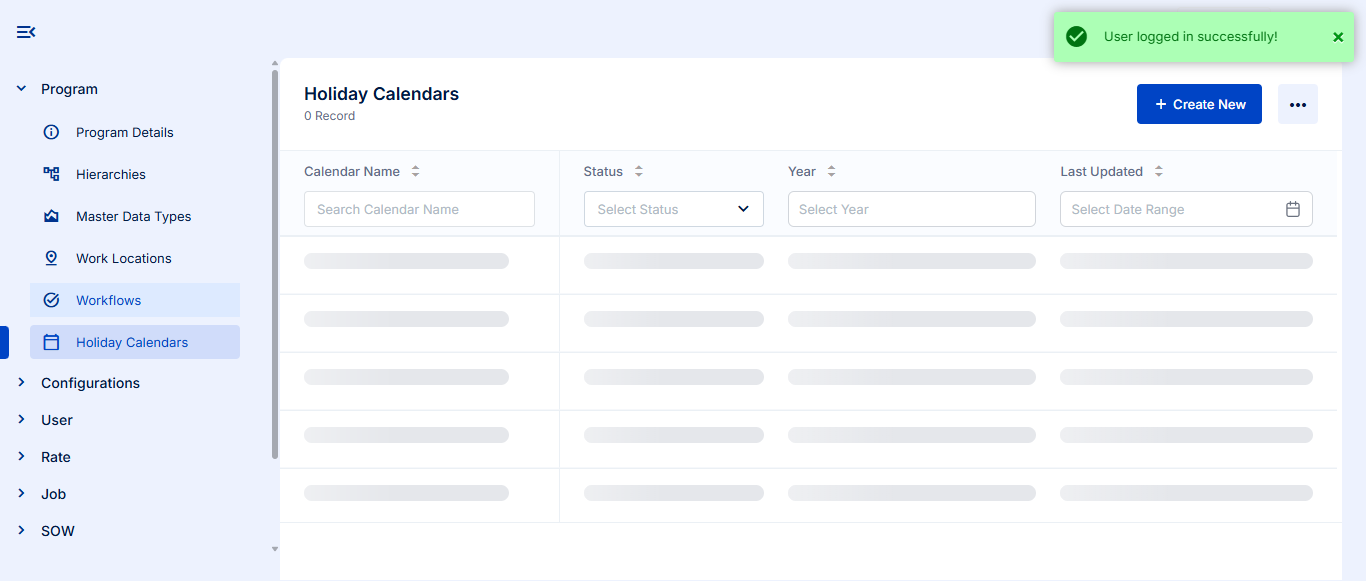 User logged in successfully!
Program
Program Details
Hierarchies
Master Data Types
Work Locations
Workflows
Holiday Calendars
Configurations
User
Rate
Job
SOW
Holiday Calendars
0 Record
+ Create New
Calendar Name Status Year Last Updated
Search Calendar Name Select Status Select Year Select Date Range